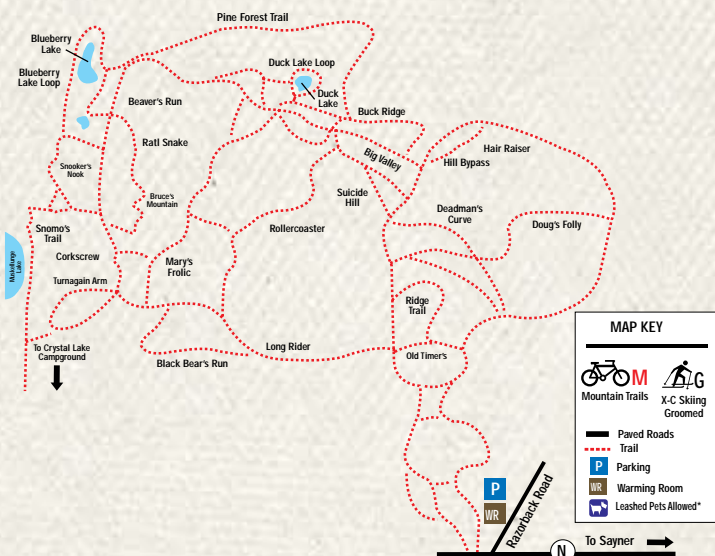 Pine Forest Trail
Blueberry
Lake
Blueberry
Lake Loop
Duck Lake Loop
Duck
Lake
Beaver's Run
Buck Ridge
Ratl Snake
Hair Raiser
Big Valley
Hill Bypass
Snooker's
Nook
Bruce's
Mountain
Suicide
Hill
Deadman's
Curve
Doug's Folly
Snomo's
Trail
Rollercoaster
Corkscrew
Mary's
Frolic
Muskellunge
Lake
Turnagain Arm
Ridge
Trail
To Crystal Lake
Campground
Long Rider
Old Timer's
Black Bear's Run
MAP KEY
M
G
Mountain Trails
X-C Skiing
Groomed
Paved Roads
Trail
P
Parking
WR
Warming Room
Leashed Pets Allowed*
P
WR
Razorback Road
N
To Sayner